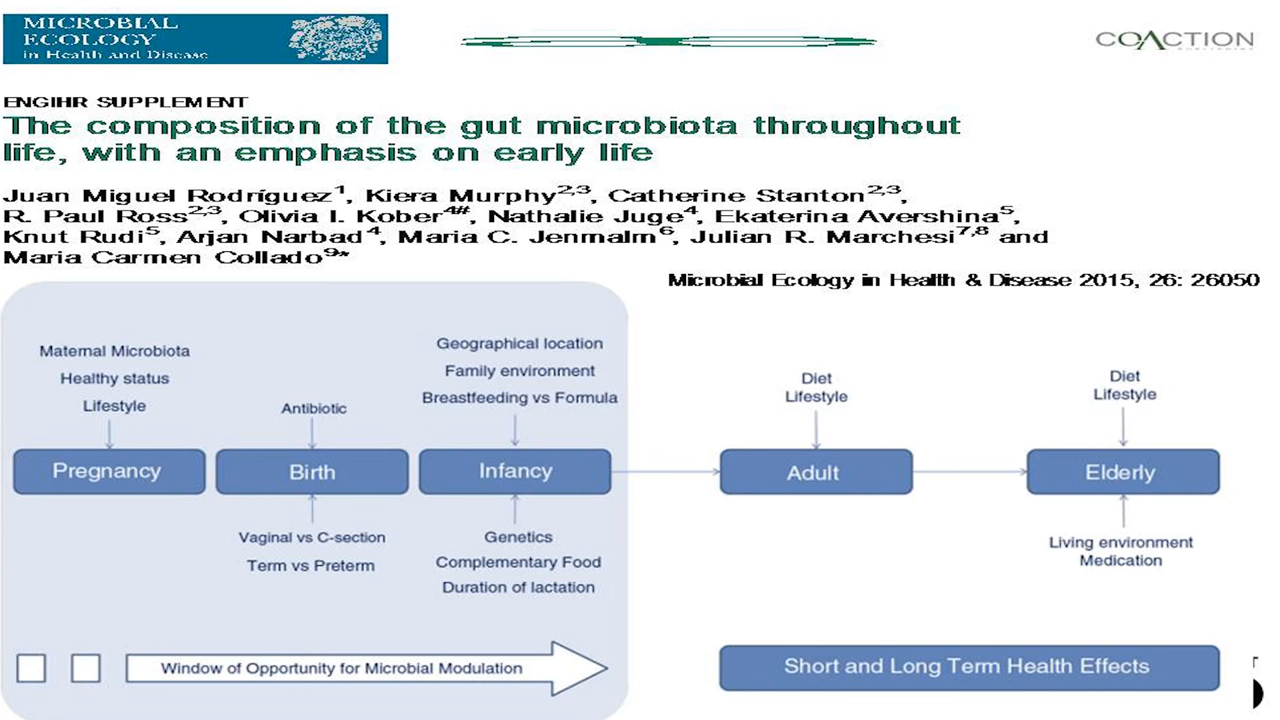 MICROBIAL
ECOLOGY
in Health and Disease
COACTION
ENGIHR SUPPLEMENT
The composition of the gut microbiota throughout
life, with an emphasis on early life
Juan Miguel Rodríguez1, Kiera Murphy2,3, Catherine Stanton2,3,
R. Paul Ross2,3, Olivia I. Kober4#, Nathalie Juge4, Ekaterina Avershina5,
Knut Rudi5, Arjan Narbad4, Maria C. Jenmalm6, Julian R. Marchesi7,8 and
Maria Carmen Collado9*
Microbial Ecology in Health & Disease 2015, 26: 26050
Maternal Microbiota
Healthy status
Lifestyle
Pregnancy
Antibiotic
Birth
Vaginal vs C-section
Term vs Preterm
Geographical location
Family environment
Breastfeeding vs Formula
Infancy
Genetics
Complementary Food
Duration of lactation
Diet
Lifestyle
Adult
Diet
Lifestyle
Elderly
Living environment
Medication
Window of Opportunity for Microbial Modulation
Short and Long Term Health Effects